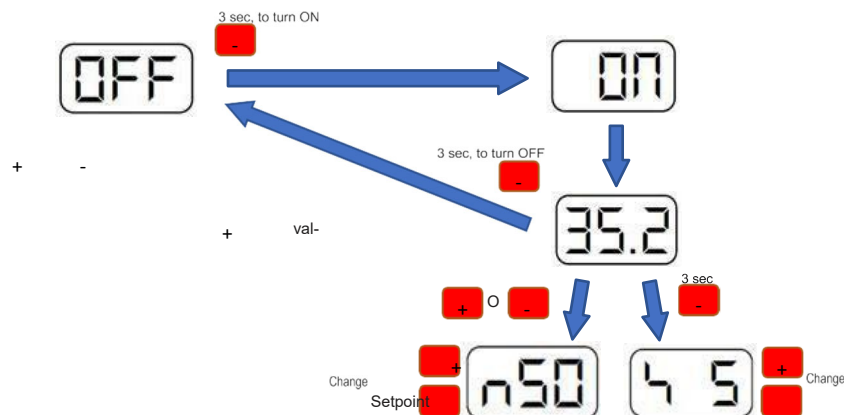 3 sec, to turn ON
-
OFF
ON
3 sec, to turn OFF
-
+ -
+ val-
35.2
3 sec
+ O - -
+ n50 h 5 +
Change Change
Setpoint